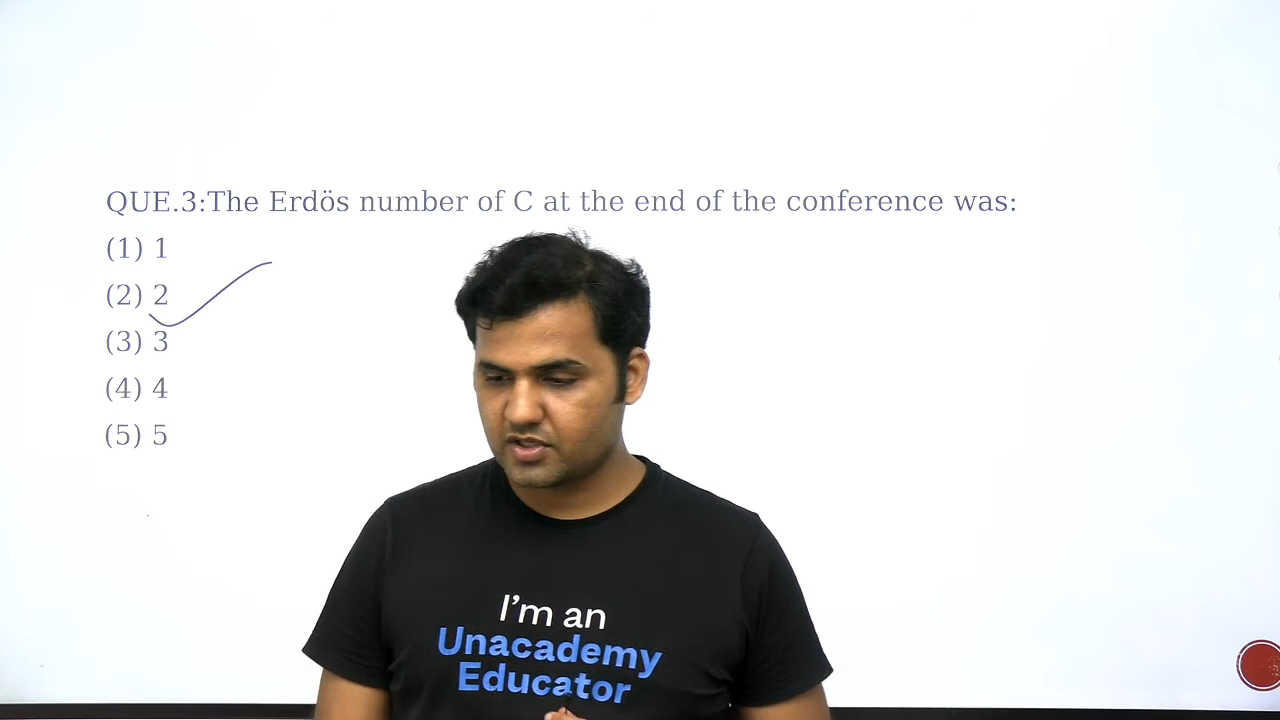 QUE.3:The Erdös number of C at the end of the conference was:
(1) 1
(2) 2
(3) 3
(4) 4
(5) 5
I'm an
Unacademy
Educator